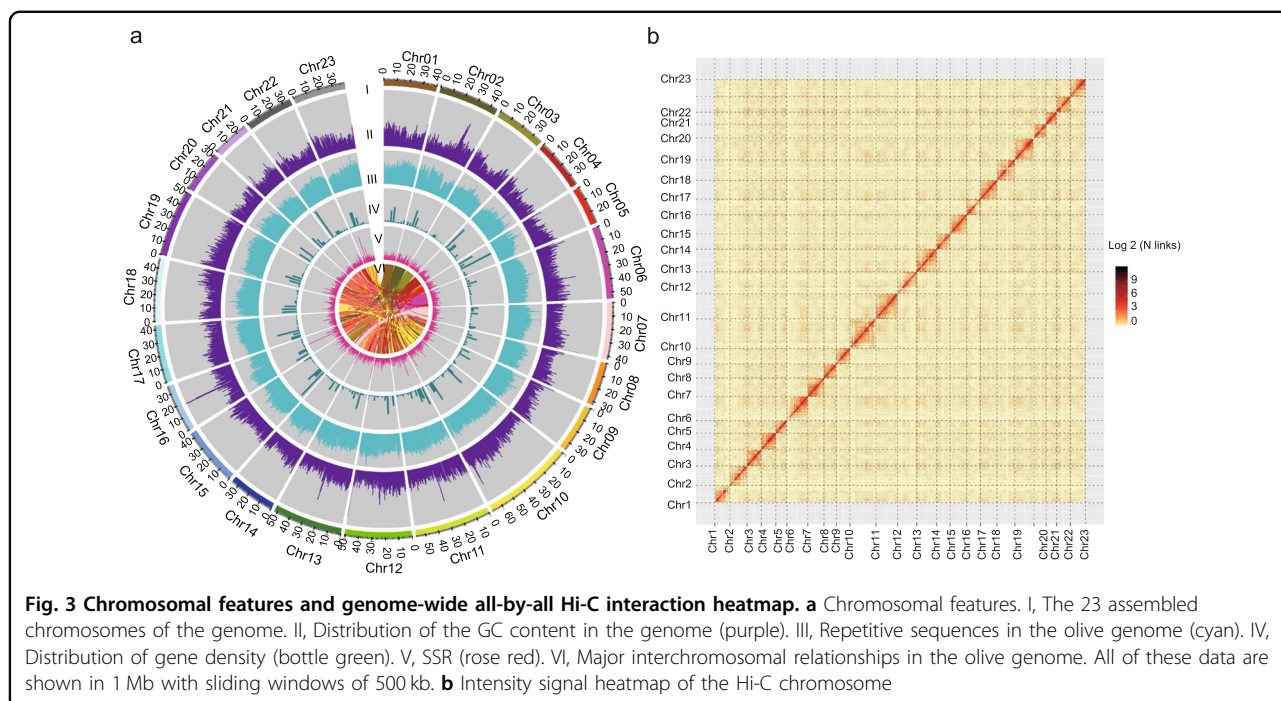 a
b
Chr01
Chr02
Chr03
Chr04
Chr05
Chr06
Chr07
Chr08
Chr09
Chr10
Chr11
Chr12
Chr13
Chr14
Chr15
Chr16
Chr17
Chr18
Chr19
Chr20
Chr21
Chr22
Chr23
I
II
III
IV
V
VI
Chr23
Chr22
Chr21
Chr20
Chr19
Chr18
Chr17
Chr16
Chr15
Chr14
Chr13
Chr12
Chr11
Chr10
Chr9
Chr8
Chr7
Chr6
Chr5
Chr4
Chr3
Chr2
Chr1
Chr1
Chr2
Chr3
Chr4
Chr5
Chr6
Chr7
Chr8
Chr9
Chr10
Chr11
Chr12
Chr13
Chr14
Chr15
Chr16
Chr17
Chr18
Chr19
Chr20
Chr21
Chr22
Chr23
Log 2 (N links)
9
6
3
0
Fig. 3 Chromosomal features and genome-wide all-by-all Hi-C interaction heatmap. a Chromosomal features. I, The 23 assembled
chromosomes of the genome. II, Distribution of the GC content in the genome (purple). III, Repetitive sequences in the olive genome (cyan). IV,
Distribution of gene density (bottle green). V, SSR (rose red). VI, Major interchromosomal relationships in the olive genome. All of these data are
shown in 1 Mb with sliding windows of 500 kb. b Intensity signal heatmap of the Hi-C chromosome